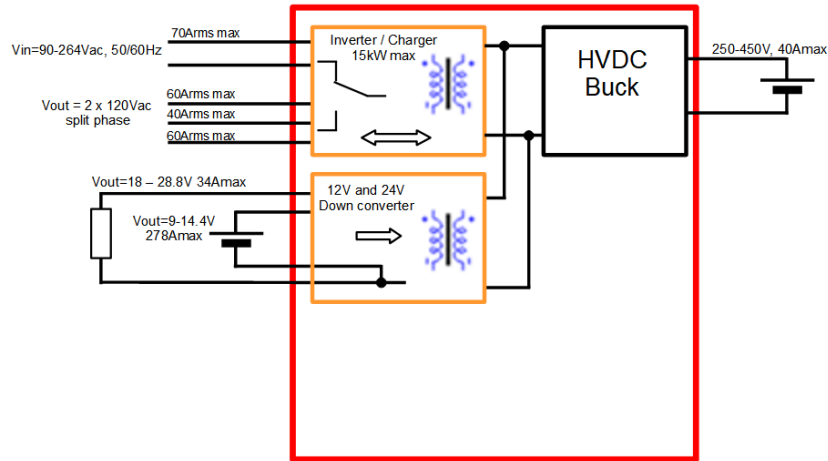 70Arms max
Vin=90-264Vac, 50/60Hz
60Arms max
Vout = 2 x 120Vac
split phase
40Arms max
60Arms max
Inverter / Charger
15kW max
HVDC
Buck
250-450V, 40Amax
Vout=18 – 28.8V 34Amax
Vout=9-14.4V
278Amax
12V and 24V
Down converter